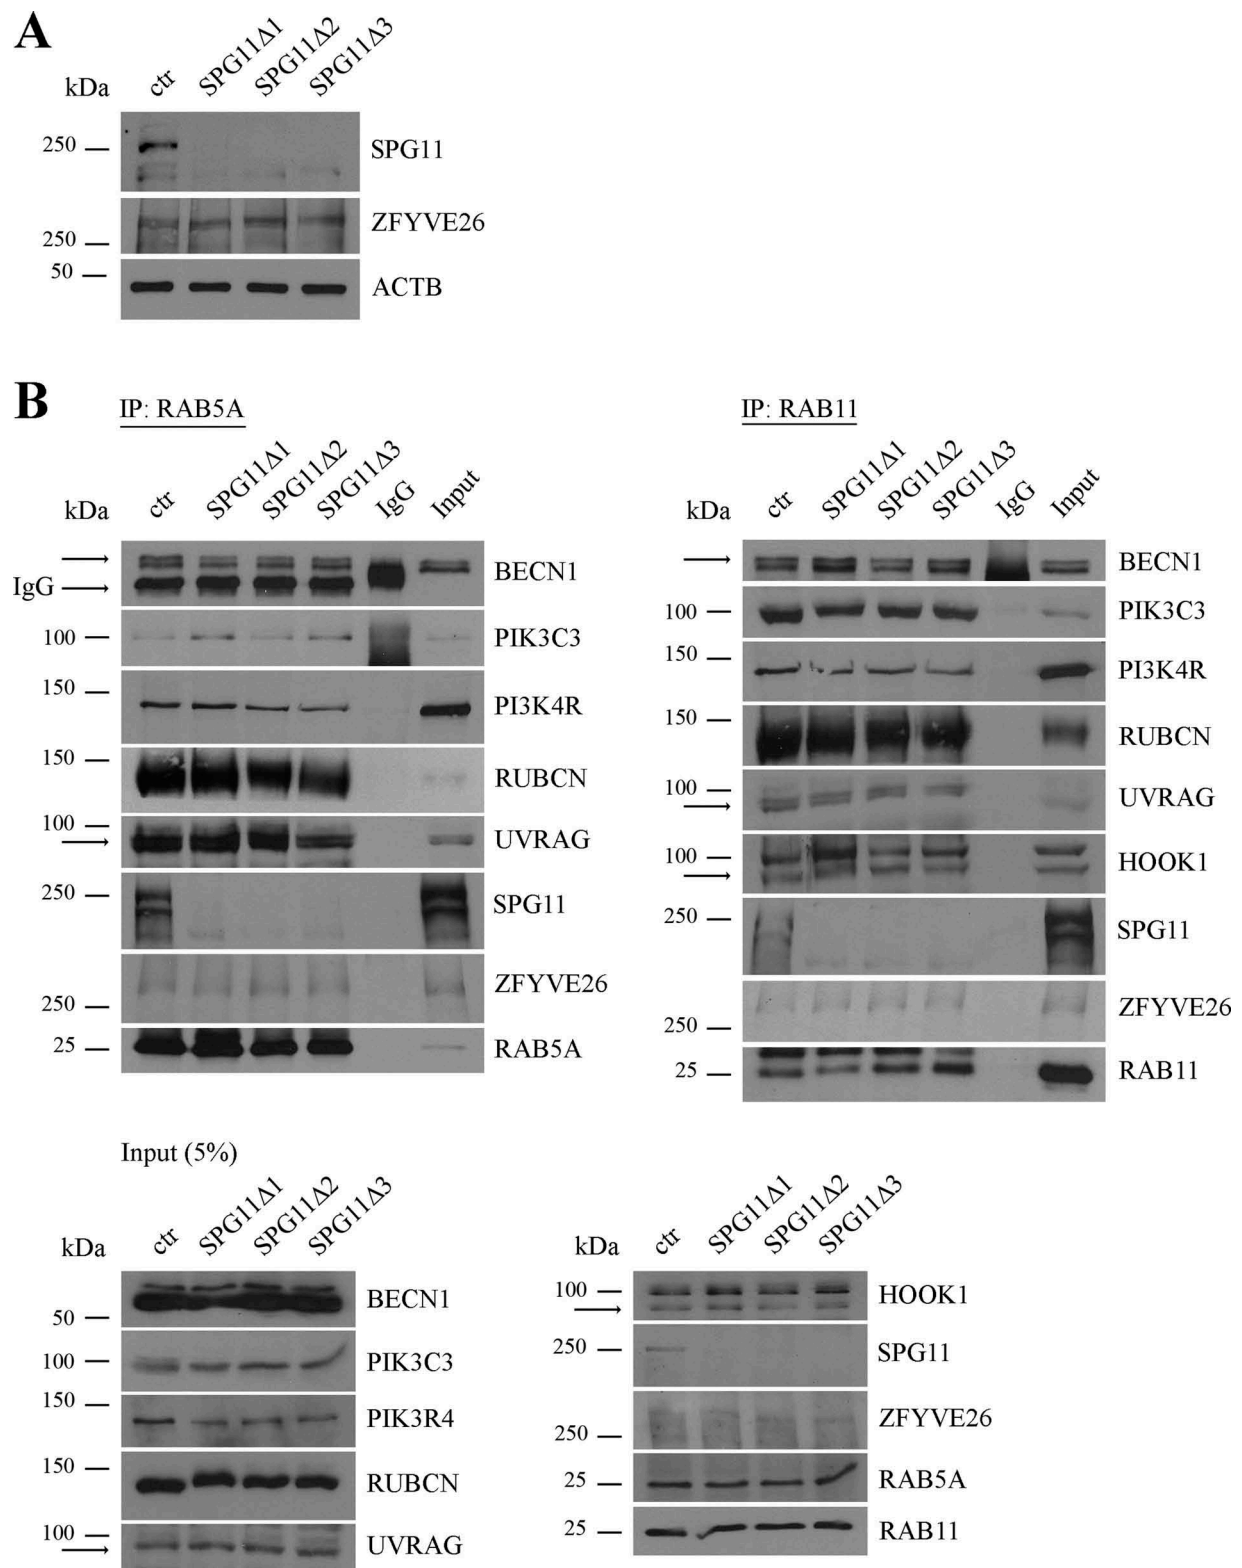 A
kDa ctr SPG11Δ1 SPG11Δ2 SPG11Δ3
250 SPG11
ZFYVE26
250
50
ACTB
B
IP: RAB5A
kDa ctr SPG11Δ1 SPG11Δ2 SPG11Δ3 IgG Input
BECN1
IgG
100 PIK3C3
150
PI3K4R
150
RUBCN
100
UVRAG
250
SPG11
ZFYVE26
250
25 RAB5A
IP: RAB11
kDa ctr SPG11Δ1 SPG11Δ2 SPG11Δ3 IgG Input
BECN1
100 PIK3C3
150
PI3K4R
150
RUBCN
100
UVRAG
100 HOOK1
250
SPG11
ZFYVE26
250
25 RAB11
Input (5%)
kDa ctr SPG11Δ1 SPG11Δ2 SPG11Δ3
BECN1
50
100 PIK3C3
150
PIK3R4
150
RUBCN
100
UVRAG
kDa ctr SPG11Δ1 SPG11Δ2 SPG11Δ3
100 HOOK1
250 SPG11
ZFYVE26
250
25 RAB5A
25 RAB11